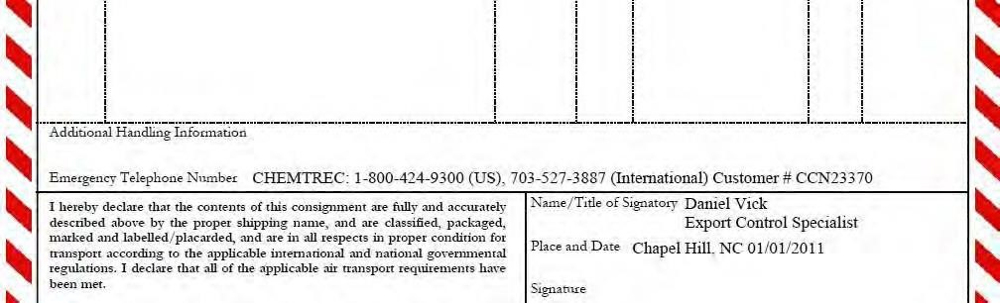 Additional Handling Information
Emergency Telephone Number CHEMTREC: 1-800-424-9300 (US), 703-527-3887 (International) Customer # CCN23370
I hereby declare that the contents of this consignment are fully and accurately
described above by the proper shipping name, and are classified, packaged,
marked and labelled/placarded, and are in all respects in proper condition for
transport according to the applicable international and national governmental
regulations. I declare that all of the applicable air transport requirements have
been met.
Name/Title of Signatory Daniel Vick
Export Control Specialist
Place and Date Chapel Hill, NC 01/01/2011
Signature